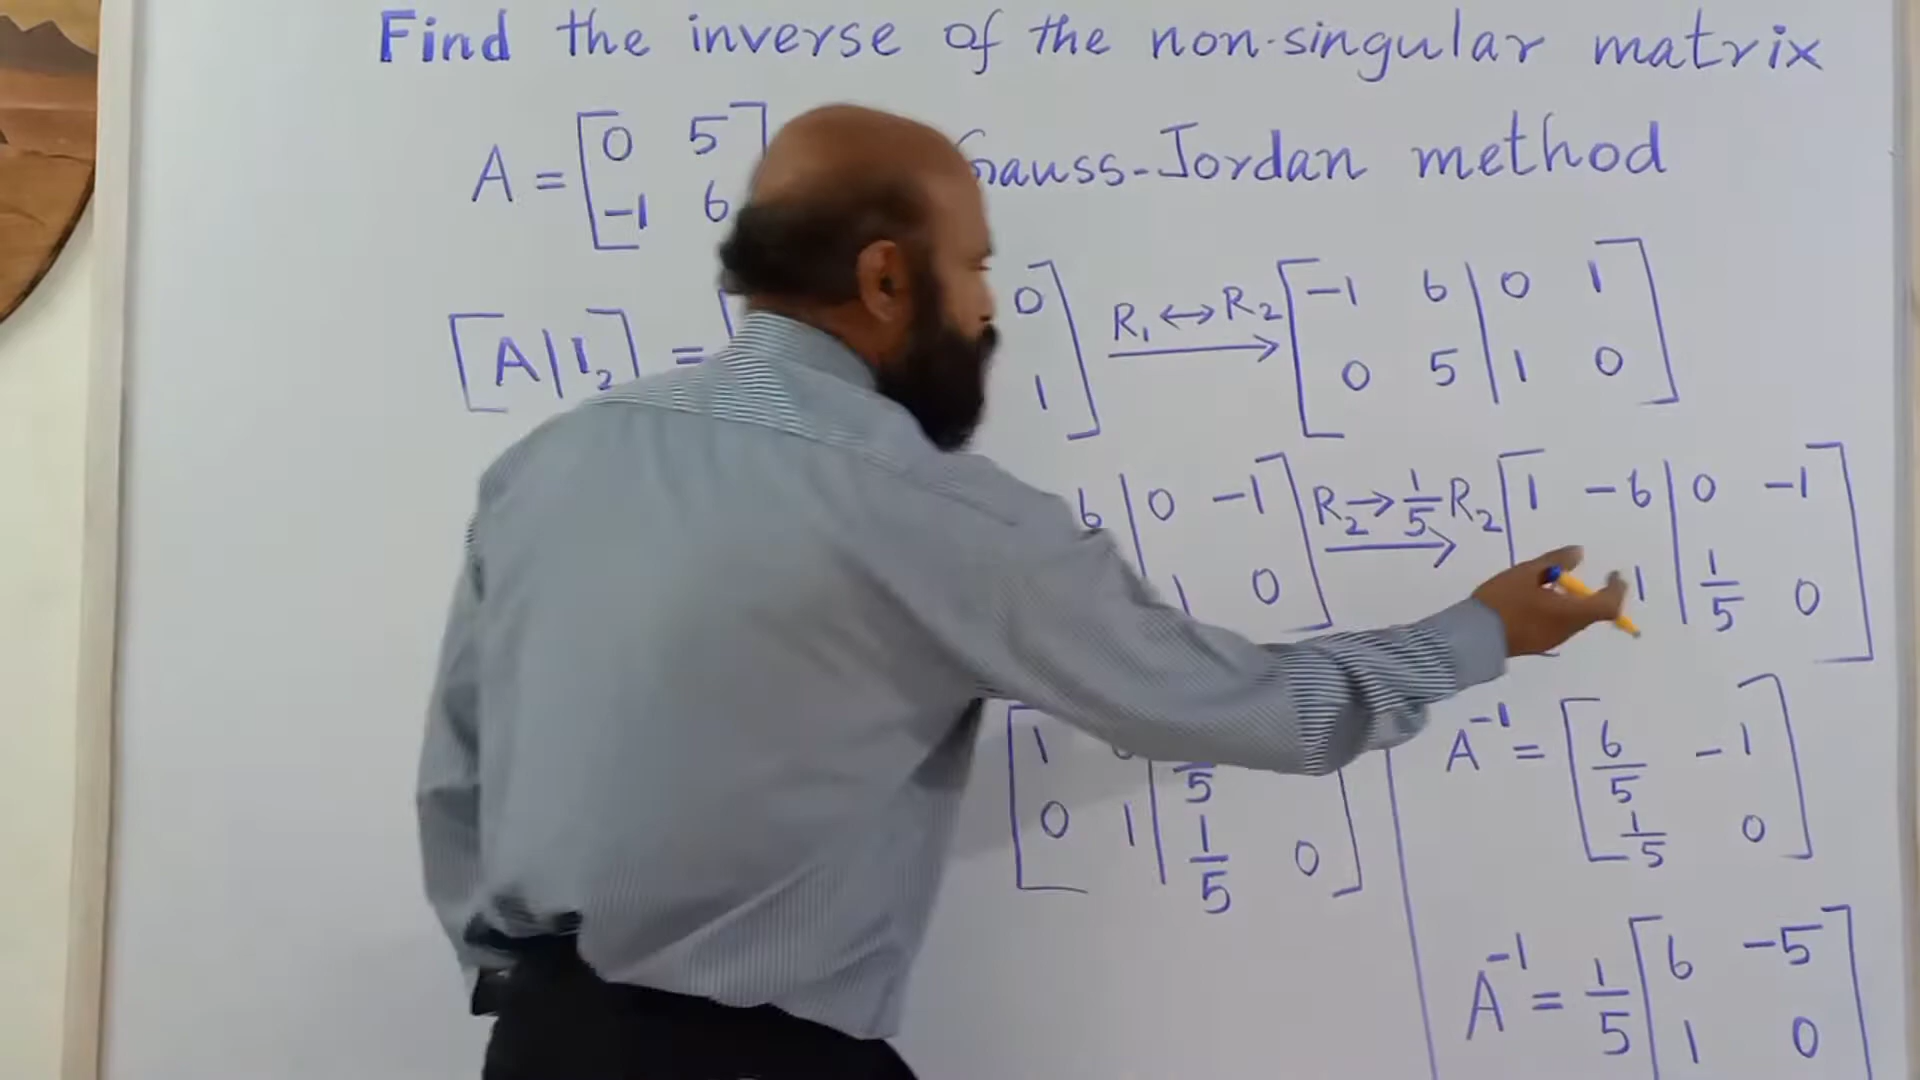 Find the inverse of the non-singular matrix
A = [0 5
-1 6
Gauss-Jordan method
[A|I₂] =
0
1]
R₁ ↔ R₂
[-1 6 | 0 1
0 5 | 1 0]
6 | 0 -1
1 0]
R₂ → 1/5 R₂
[1 -6 | 0 -1
1 | 1/5 0]
[1
5
0 1 | 1/5 0]
A⁻¹ = [6/5 -1
1/5 0]
A⁻¹ = 1/5 [6 -5
1 0]